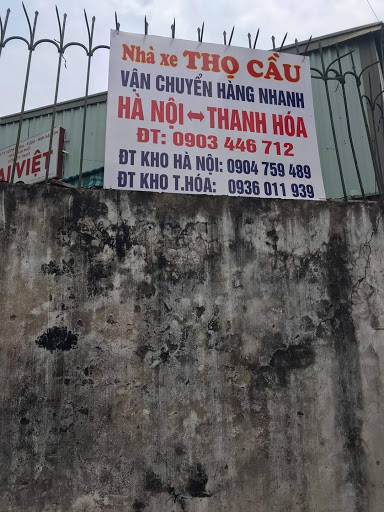 Nhà xe THỌ CẦU
VẬN CHUYỂN HÀNG NHANH
HÀ NỘI ↔ THANH HÓA
ĐT: 0903 446 712
ĐT KHO HÀ NỘI: 0904 759 489
ĐT KHO T.HÓA: 0936 011 939
VIỆT